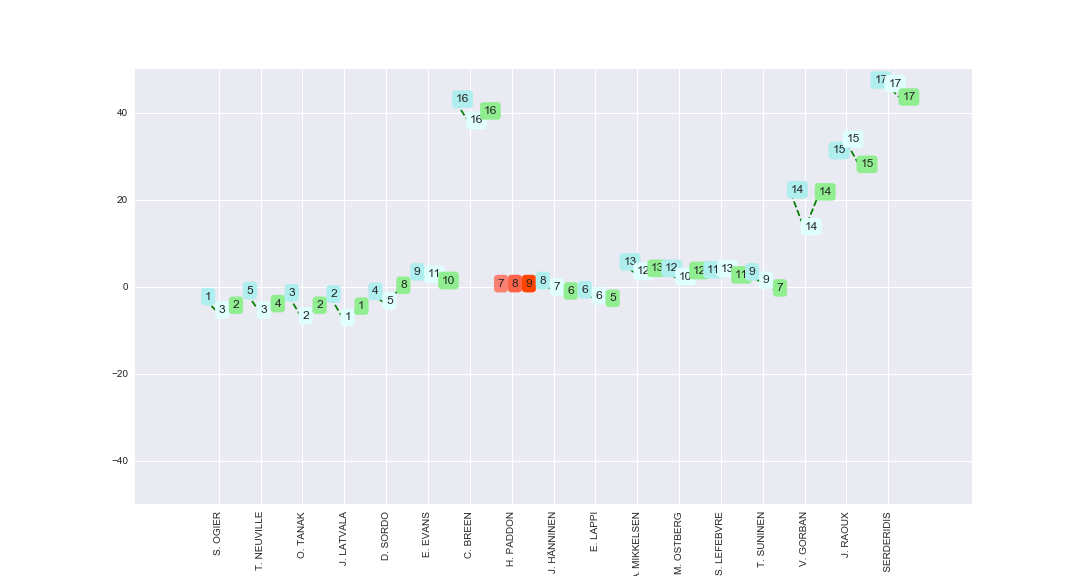 40
20
0
−20
−40
1 3 2
5 3 4
3 2 2
2 1 1
4 5 8
9 11 10
16 16 16
7 8 9
8 7 6
6 6 5
13 12 13
12 10 12
11 13 11
9 9 7
14 14 14
15 15 15
17 17 17
S. OGIER
T. NEUVILLE
O. TANAK
J. LATVALA
D. SORDO
E. EVANS
C. BREEN
H. PADDON
J. HANNINEN
E. LAPPI
A. MIKKELSEN
M. OSTBERG
S. LEFEBVRE
T. SUNINEN
V. GORBAN
J. RAOUX
SERDERIDIS